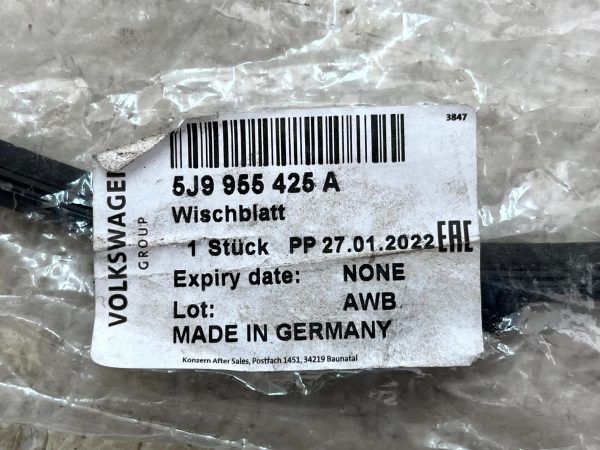 3847
5J9 955 425 A
Wischblatt
1 Stück PP 27.01.2022 EAC
Expiry date: NONE
Lot: AWB
MADE IN GERMANY
Konzern After Sales, Postfach 1451, 34219 Baunatal
VOLKSWAGEN
GROUP